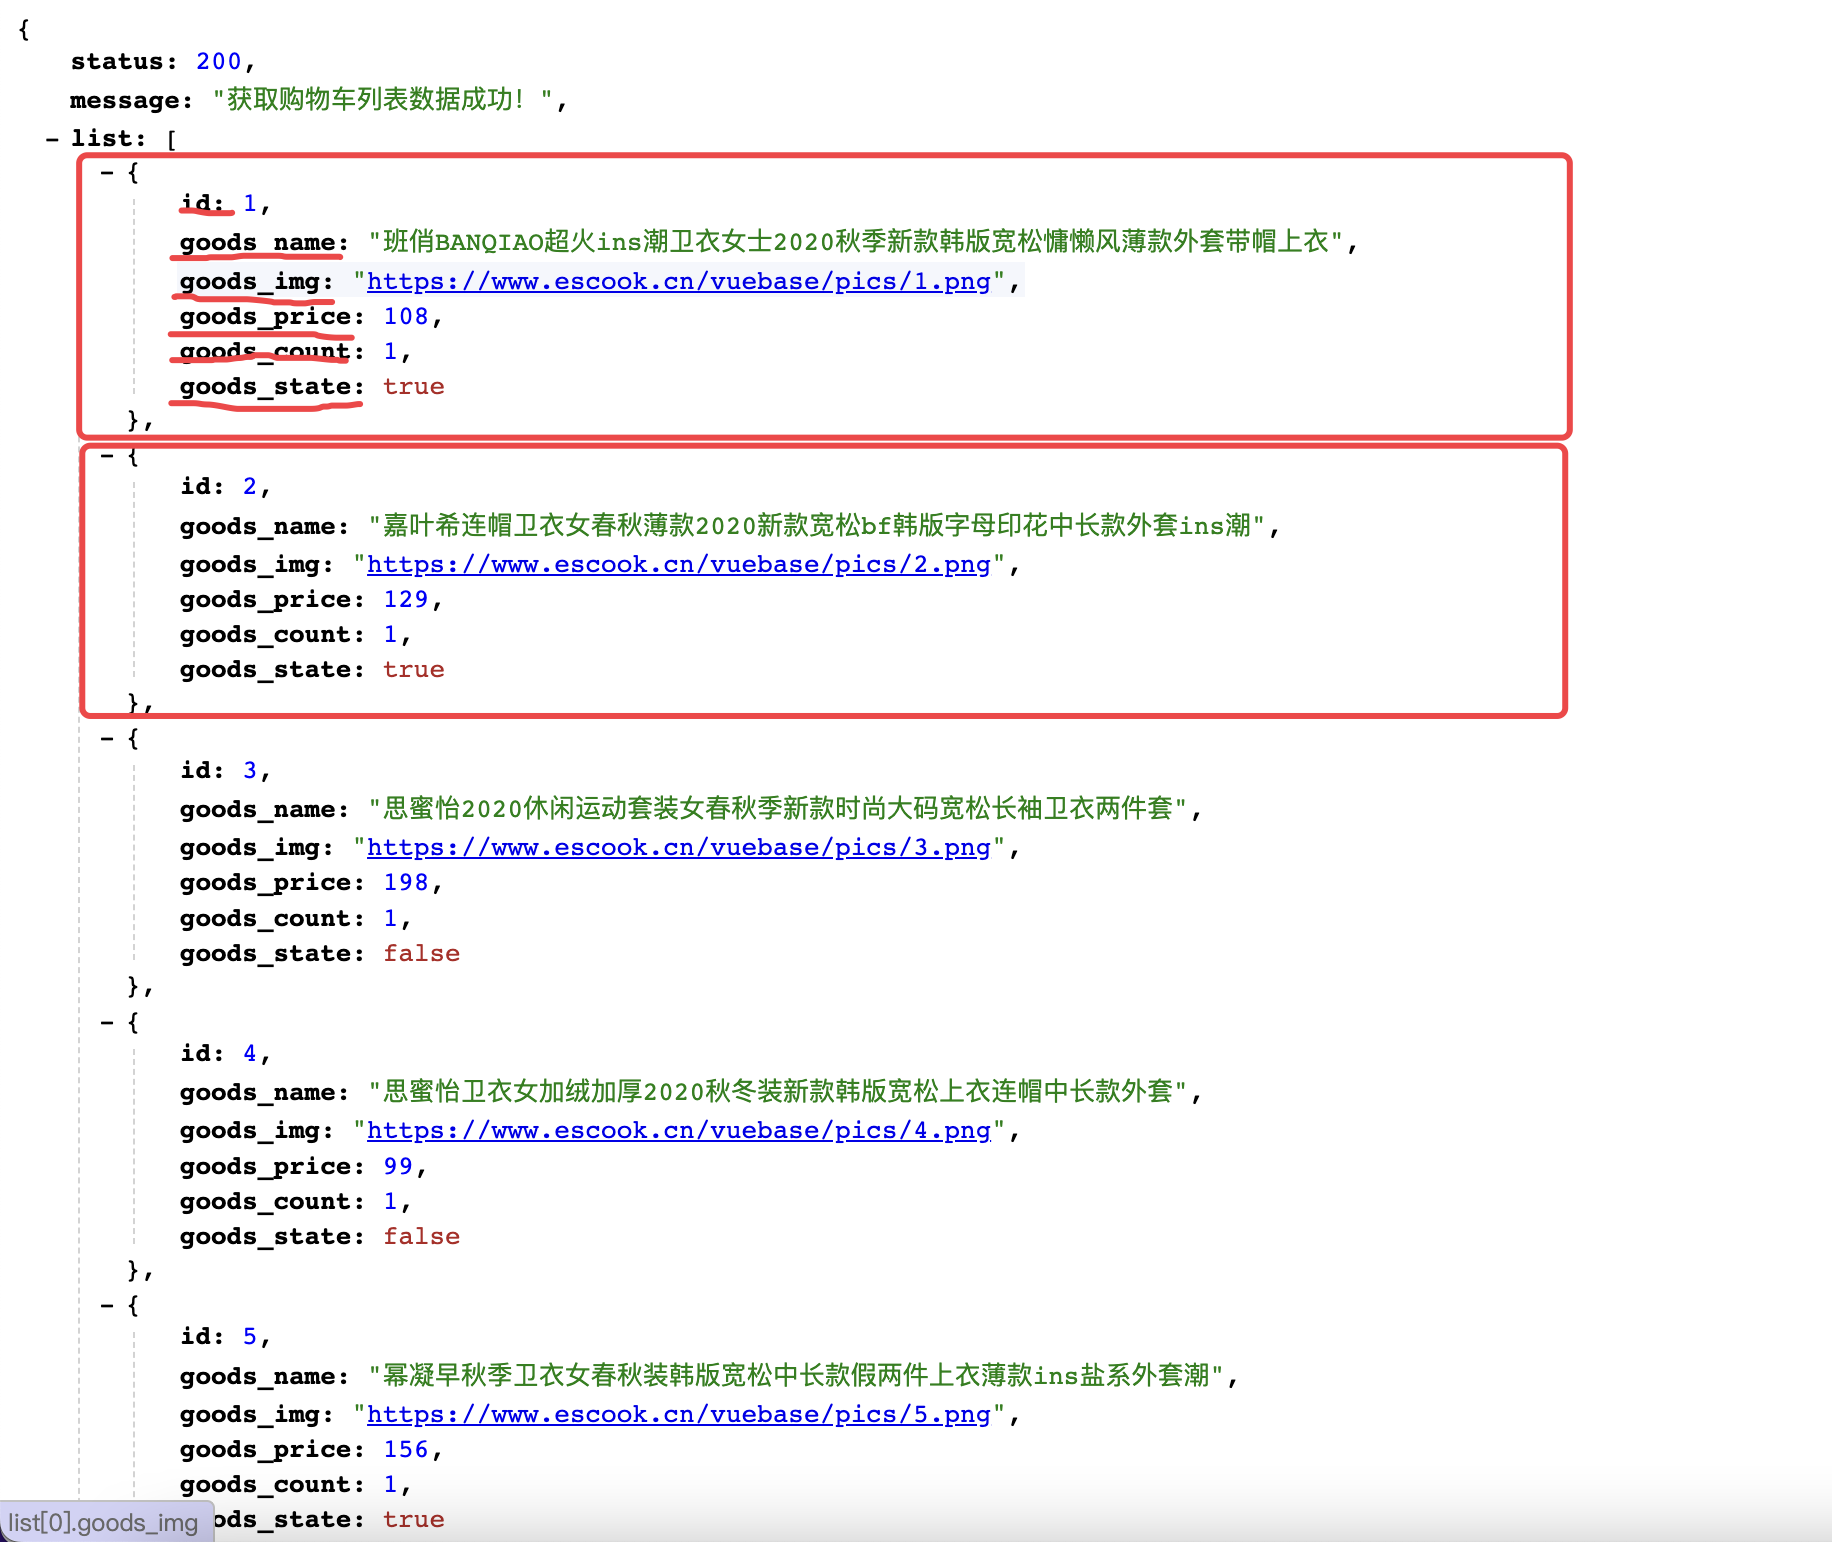 {
status: 200,
message: "获取购物车列表数据成功！",
- list: [
- {
id: 1,
goods_name: "班俏BANQIAO超火ins潮卫衣女士2020秋季新款韩版宽松慵懒风薄款外套带帽上衣",
goods_img: "https://www.escook.cn/vuebase/pics/1.png",
goods_price: 108,
goods_count: 1,
goods_state: true
},
- {
id: 2,
goods_name: "嘉叶希连帽卫衣女春秋薄款2020新款宽松bf韩版字母印花中长款外套ins潮",
goods_img: "https://www.escook.cn/vuebase/pics/2.png",
goods_price: 129,
goods_count: 1,
goods_state: true
},
- {
id: 3,
goods_name: "思蜜怡2020休闲运动套装女春秋季新款时尚大码宽松长袖卫衣两件套",
goods_img: "https://www.escook.cn/vuebase/pics/3.png",
goods_price: 198,
goods_count: 1,
goods_state: false
},
- {
id: 4,
goods_name: "思蜜怡卫衣女加绒加厚2020秋冬装新款韩版宽松上衣连帽中长款外套",
goods_img: "https://www.escook.cn/vuebase/pics/4.png",
goods_price: 99,
goods_count: 1,
goods_state: false
},
- {
id: 5,
goods_name: "幂凝早秋季卫衣女春秋装韩版宽松中长款假两件上衣薄款ins盐系外套潮",
goods_img: "https://www.escook.cn/vuebase/pics/5.png",
goods_price: 156,
goods_count: 1,
ods_state: true
list[0].goods_img